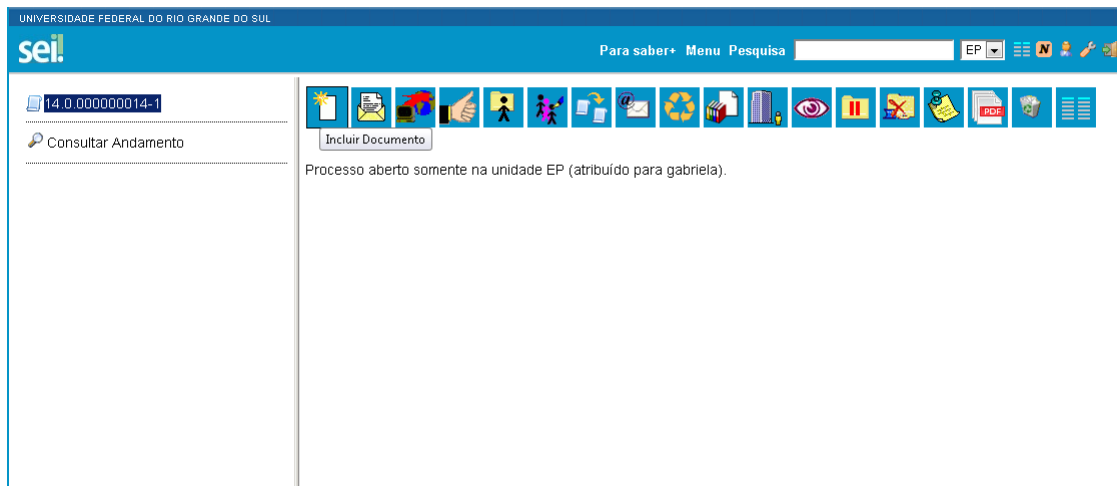 UNIVERSIDADE FEDERAL DO RIO GRANDE DO SUL
sei!
Para saber+ Menu Pesquisa EP N
14.0.000000014-1
Consultar Andamento
Incluir Documento
PDF
Processo aberto somente na unidade EP (atribuído para gabriela).